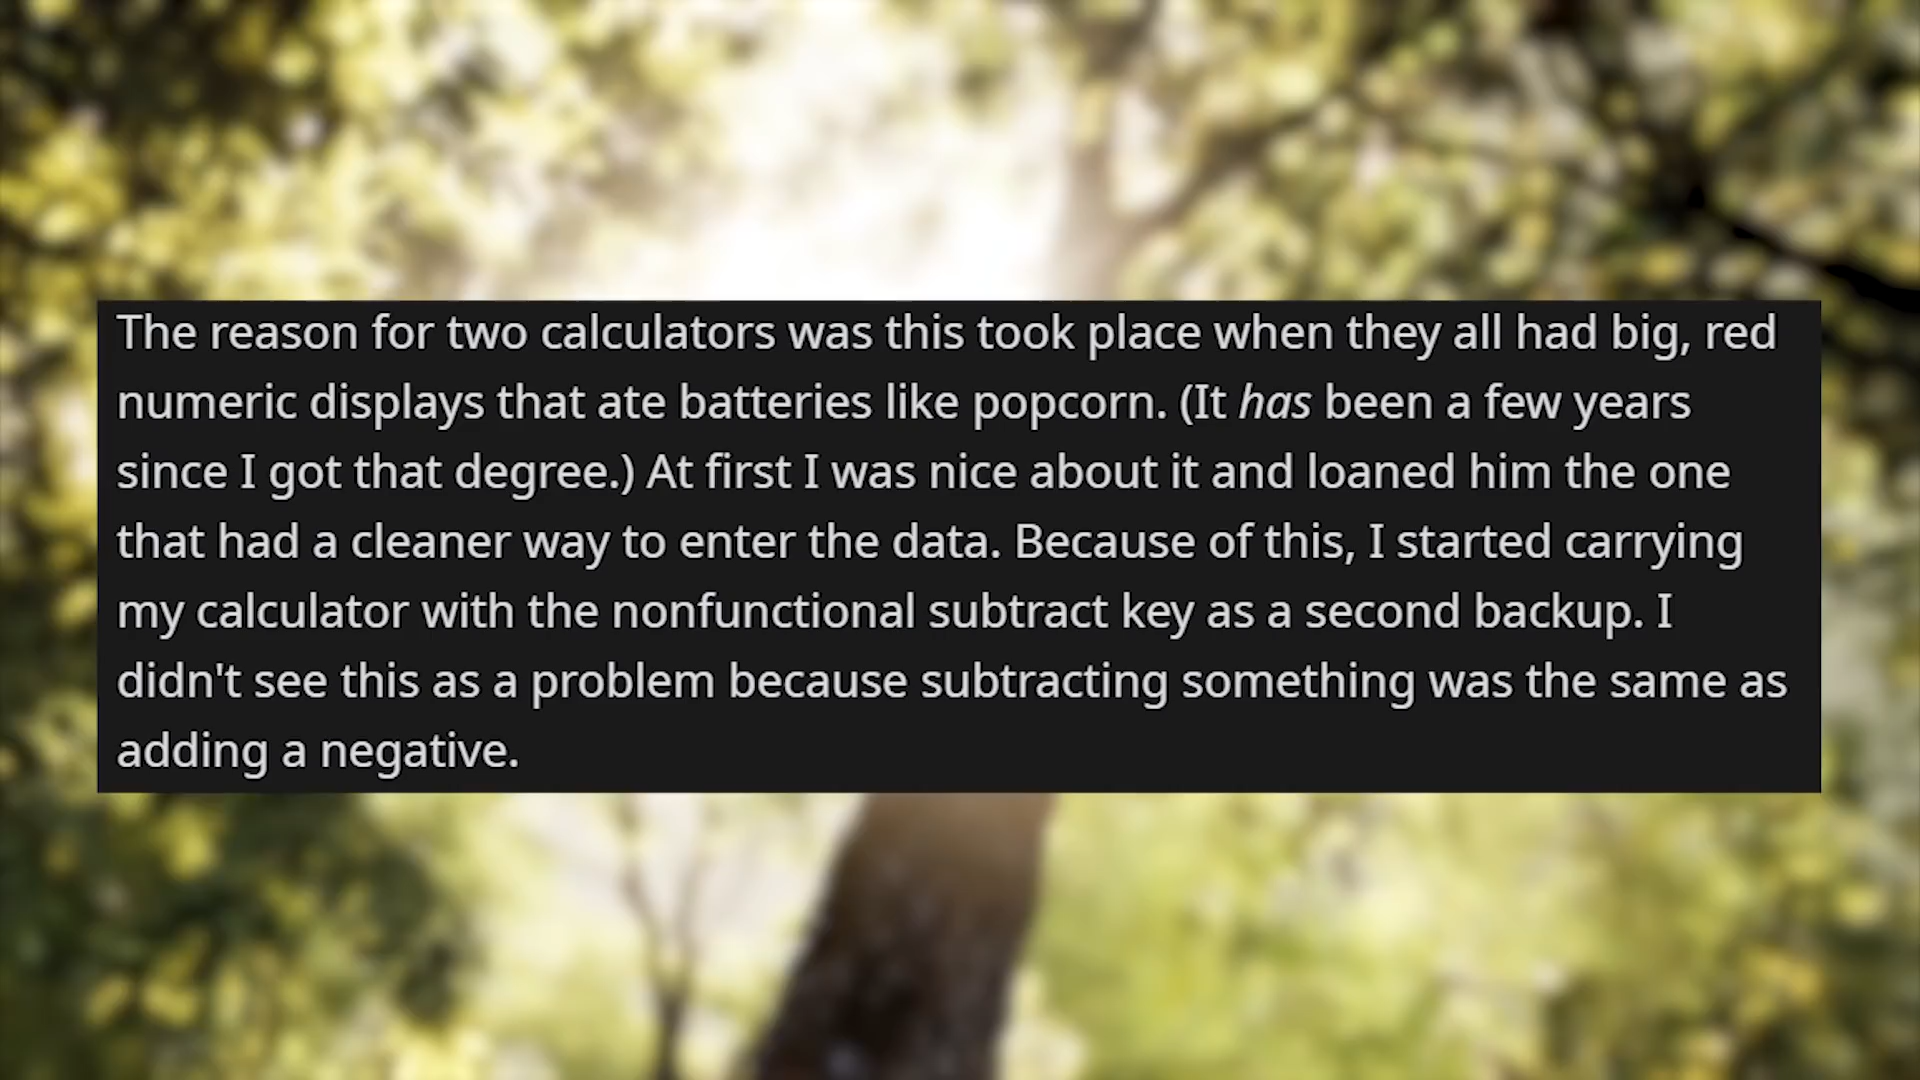 The reason for two calculators was this took place when they all had big, red
numeric displays that ate batteries like popcorn. (It has been a few years
since I got that degree.) At first I was nice about it and loaned him the one
that had a cleaner way to enter the data. Because of this, I started carrying
my calculator with the nonfunctional subtract key as a second backup. I
didn't see this as a problem because subtracting something was the same as
adding a negative.